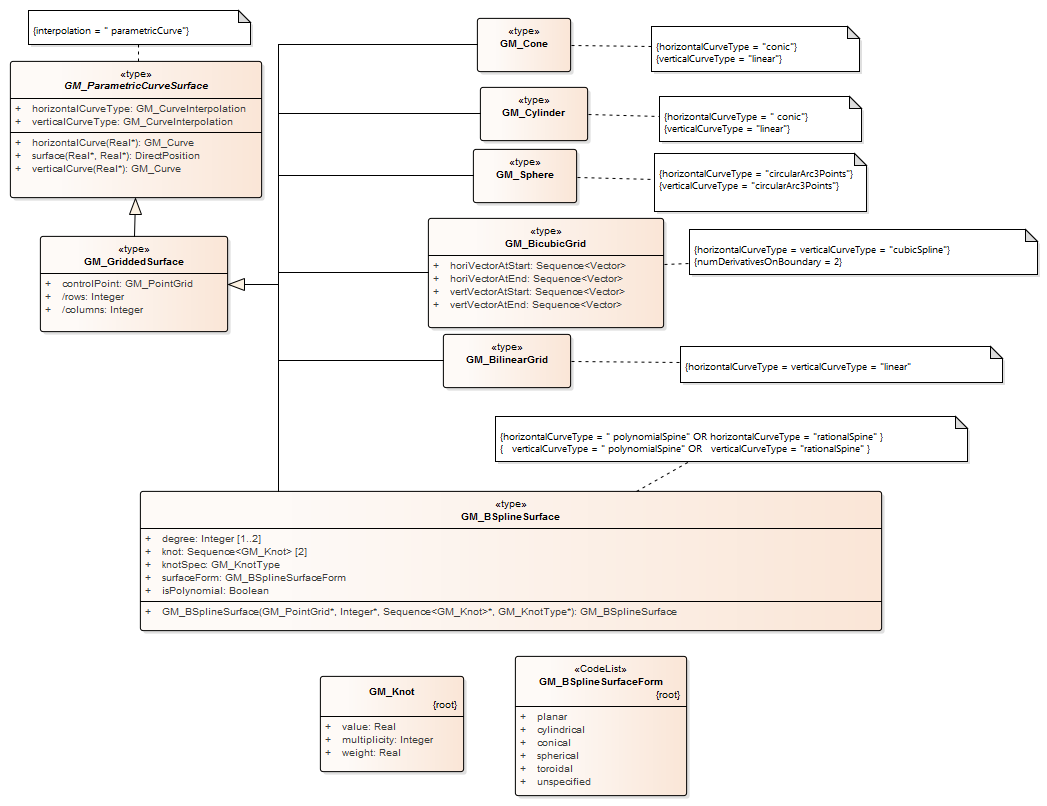 {interpolation = " parametricCurve"}
«type»
GM_ParametricCurveSurface
+ horizontalCurveType: GM_CurveInterpolation
+ verticalCurveType: GM_CurveInterpolation
+ horizontalCurve(Real*): GM_Curve
+ surface(Real*, Real*): DirectPosition
+ verticalCurve(Real*): GM_Curve
«type»
GM_GriddedSurface
+ controlPoint: GM_PointGrid
+ /rows: Integer
+ /columns: Integer
«type»
GM_Cone
{horizontalCurveType = "conic"}
{verticalCurveType = "linear"}
«type»
GM_Cylinder
{horizontalCurveType = " conic"}
{verticalCurveType = "linear"}
«type»
GM_Sphere
{horizontalCurveType = "circularArc3Points"}
{verticalCurveType = "circularArc3Points"}
«type»
GM_BicubicGrid
+ horiVectorAtStart: Sequence<Vector>
+ horiVectorAtEnd: Sequence<Vector>
+ vertVectorAtStart: Sequence<Vector>
+ vertVectorAtEnd: Sequence<Vector>
{horizontalCurveType = verticalCurveType = "cubicSpline"}
{numDerivativesOnBoundary = 2}
«type»
GM_BilinearGrid
{horizontalCurveType = verticalCurveType = "linear"
{horizontalCurveType = " polynomialSpine" OR horizontalCurveType = "rationalSpine" }
{ verticalCurveType = " polynomialSpine" OR verticalCurveType = "rationalSpine" }
«type»
GM_BSplineSurface
+ degree: Integer [1..2]
+ knot: Sequence<GM_Knot> [2]
+ knotSpec: GM_KnotType
+ surfaceForm: GM_BSplineSurfaceForm
+ isPolynomial: Boolean
+ GM_BSplineSurface(GM_PointGrid*, Integer*, Sequence<GM_Knot>*, GM_KnotType*): GM_BSplineSurface
GM_Knot
{root}
+ value: Real
+ multiplicity: Integer
+ weight: Real
«CodeList»
GM_BSplineSurfaceForm
{root}
+ planar
+ cylindrical
+ conical
+ spherical
+ toroidal
+ unspecified